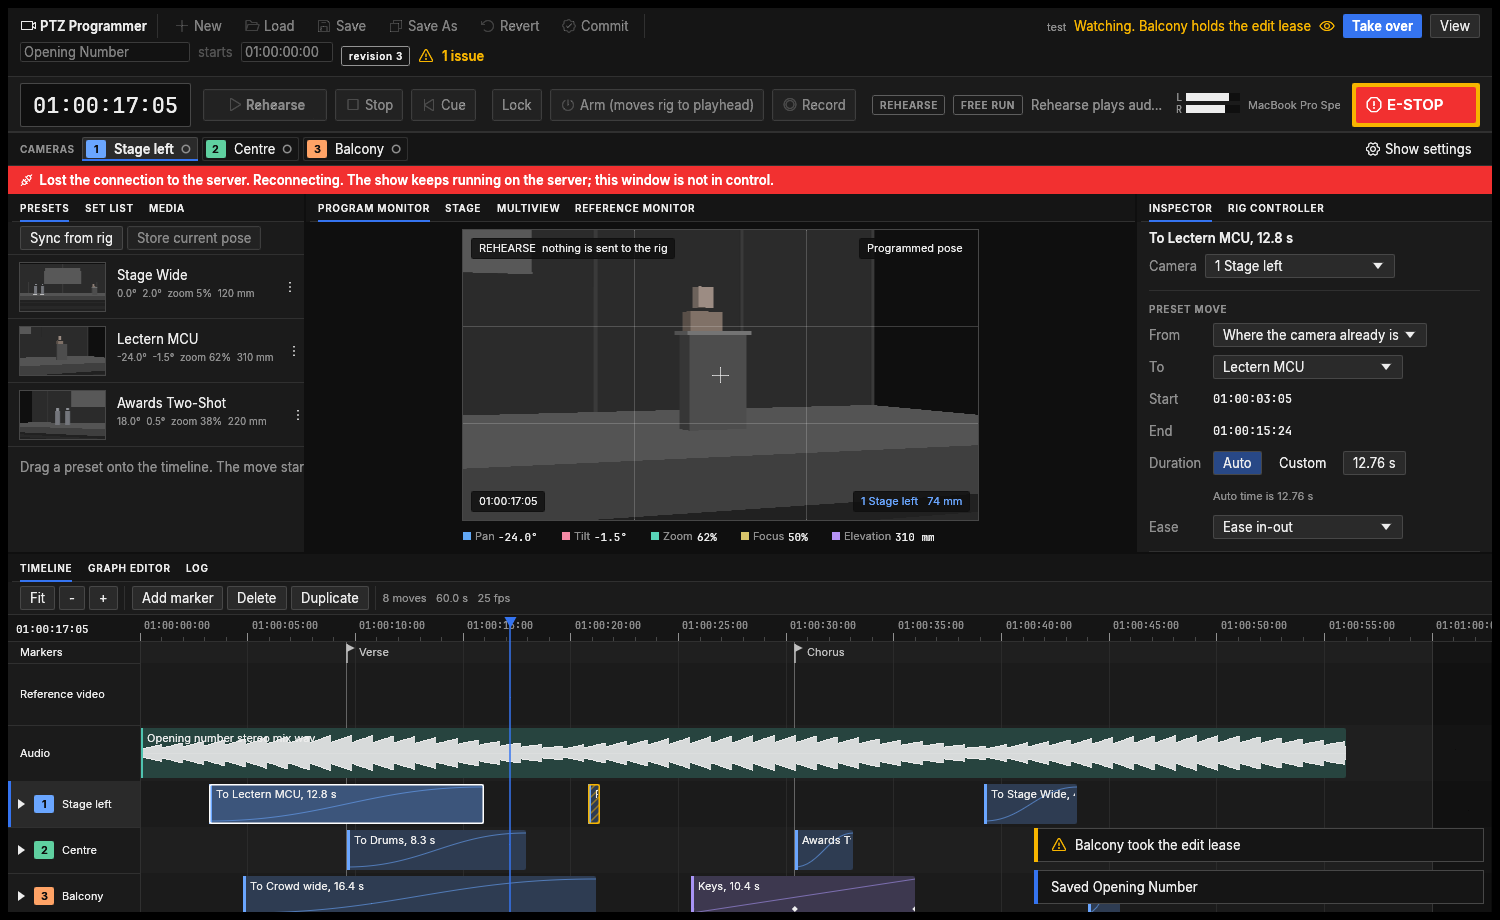 PTZ Programmer New Load Save Save As Revert Commit test Watching. Balcony holds the edit lease Take over View
Opening Number starts 01:00:00:00 revision 3 1 issue
01:00:17:05 Rehearse Stop Cue Lock Arm (moves rig to playhead) Record REHEARSE FREE RUN Rehearse plays aud... L R MacBook Pro Spe E-STOP
CAMERAS 1 Stage left 2 Centre 3 Balcony Show settings
Lost the connection to the server. Reconnecting. The show keeps running on the server; this window is not in control.
PRESETS SET LIST MEDIA
Sync from rig Store current pose
Stage Wide
0.0° 2.0° zoom 5% 120 mm
Lectern MCU
-24.0° -1.5° zoom 62% 310 mm
Awards Two-Shot
18.0° 0.5° zoom 38% 220 mm
Drag a preset onto the timeline. The move star
PROGRAM MONITOR STAGE MULTIVIEW REFERENCE MONITOR
REHEARSE nothing is sent to the rig Programmed pose
01:00:17:05 1 Stage left 74 mm
Pan -24.0° Tilt -1.5° Zoom 62% Focus 50% Elevation 310 mm
INSPECTOR RIG CONTROLLER
To Lectern MCU, 12.8 s
Camera 1 Stage left
PRESET MOVE
From Where the camera already is
To Lectern MCU
Start 01:00:03:05
End 01:00:15:24
Duration Auto Custom 12.76 s
Auto time is 12.76 s
Ease Ease in-out
TIMELINE GRAPH EDITOR LOG
Fit - + Add marker Delete Duplicate 8 moves 60.0 s 25 fps
01:00:17:05 01:00:00:00 01:00:05:00 01:00:10:00 01:00:15:00 01:00:20:00 01:00:25:00 01:00:30:00 01:00:35:00 01:00:40:00 01:00:45:00 01:00:50:00 01:00:55:00 01:01:00:0
Markers Verse Chorus
Reference video
Opening number stereo mix.wav
Audio
1 Stage left To Lectern MCU, 12.8 s To Stage Wide,
2 Centre To Drums, 8.3 s Awards T
3 Balcony To Crowd wide, 16.4 s Keys, 10.4 s
Balcony took the edit lease
Saved Opening Number